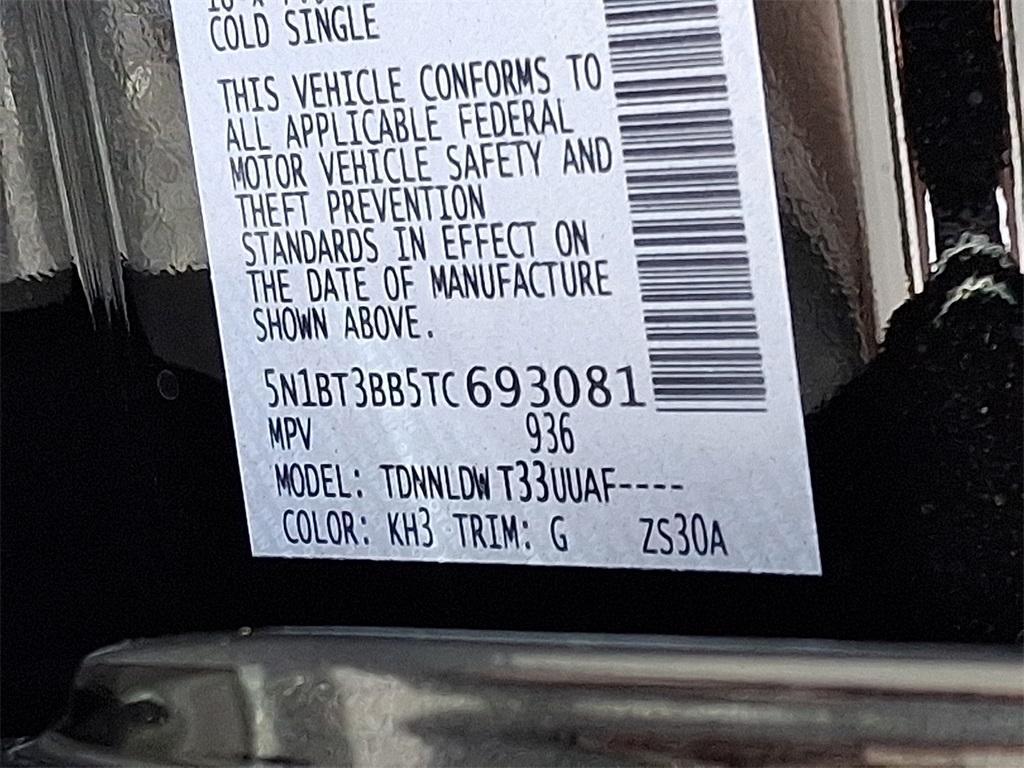 COLD SINGLE
THIS VEHICLE CONFORMS TO
ALL APPLICABLE FEDERAL
MOTOR VEHICLE SAFETY AND
THEFT PREVENTION
STANDARDS IN EFFECT ON
THE DATE OF MANUFACTURE
SHOWN ABOVE.
5N1BT3BB5TC693081
MPV 936
MODEL: TDNNLDW T33UUAF----
COLOR: KH3 TRIM: G ZS30A